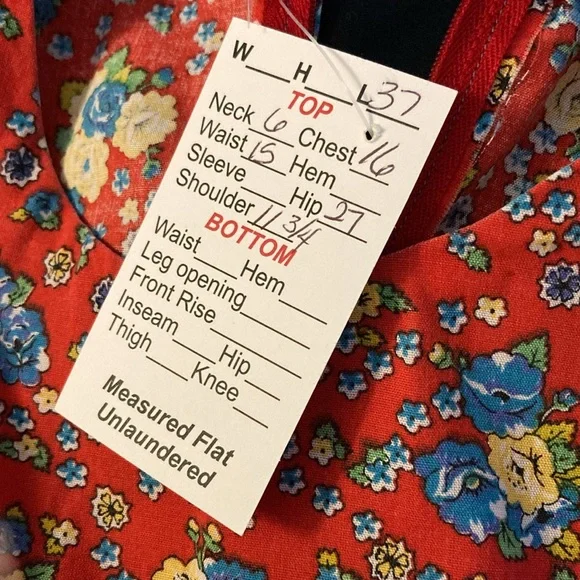 W___H___L 37
TOP
Neck 6 Chest 16
Waist 15 Hem___
Sleeve___Hip 27
Shoulder 11 3/4
BOTTOM
Waist___Hem___
Leg opening___
Front Rise___
Inseam___Hip___
Thigh___Knee___
Measured Flat
Unlaundered